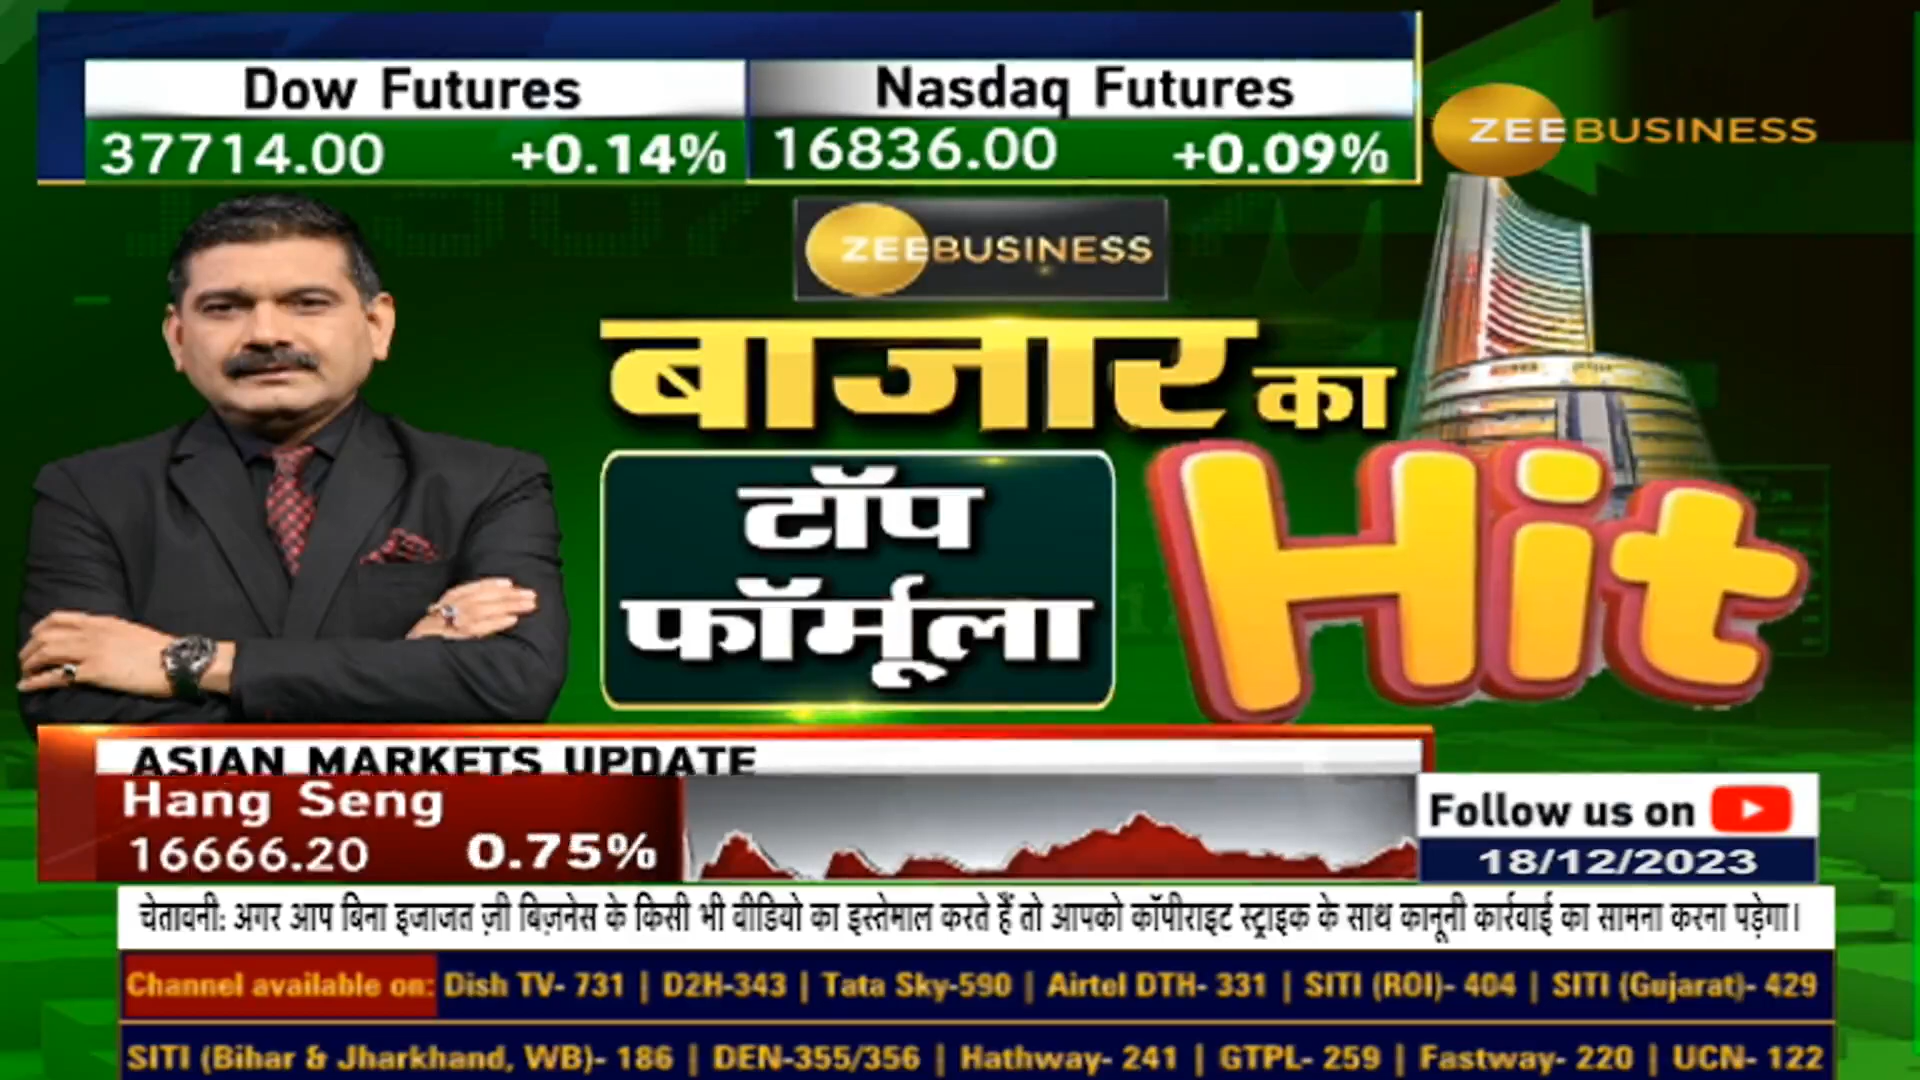 Dow Futures
37714.00 +0.14%
Nasdaq Futures
16836.00 +0.09%
ZEEBUSINESS
ZEEBUSINESS
बाजार का
टॉप
फॉर्मूला
Hit
ASIAN MARKETS UPDATE
Hang Seng
16666.20 0.75%
Follow us on
18/12/2023
चेतावनी: अगर आप बिना इजाजत ज़ी बिज़नेस के किसी भी वीडियो का इस्तेमाल करते हैं तो आपको कॉपीराइट स्ट्राइक के साथ कानूनी कार्रवाई का सामना करना पड़ेगा।
Channel available on: Dish TV- 731 | D2H-343 | Tata Sky-590 | Airtel DTH- 331 | SITI (ROI)- 404 | SITI (Gujarat)- 429
SITI (Bihar & Jharkhand, WB)- 186 | DEN-355/356 | Hathway- 241 | GTPL- 259 | Fastway- 220 | UCN- 122